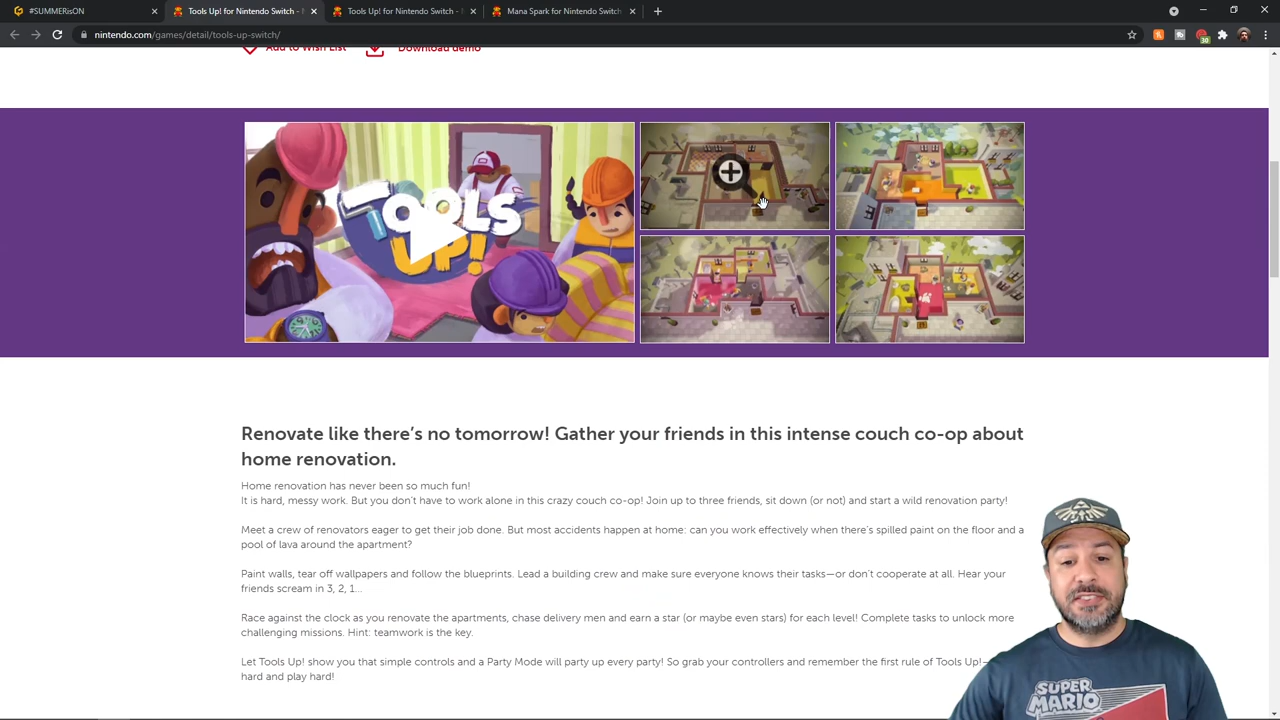 #SUMMERisON
Tools Up! for Nintendo Switch - N
Tools Up! for Nintendo Switch - N
Mana Spark for Nintendo Switch
nintendo.com/games/detail/tools-up-switch/
30
Add to Wish List
Download demo
TOOLS
UP!
Renovate like there's no tomorrow! Gather your friends in this intense couch co-op about
home renovation.
Home renovation has never been so much fun!
It is hard, messy work. But you don't have to work alone in this crazy couch co-op! Join up to three friends, sit down (or not) and start a wild renovation party!
Meet a crew of renovators eager to get their job done. But most accidents happen at home: can you work effectively when there's spilled paint on the floor and a
pool of lava around the apartment?
Paint walls, tear off wallpapers and follow the blueprints. Lead a building crew and make sure everyone knows their tasks—or don't cooperate at all. Hear your
friends scream in 3, 2, 1...
Race against the clock as you renovate the apartments, chase delivery men and earn a star (or maybe even stars) for each level! Complete tasks to unlock more
challenging missions. Hint: teamwork is the key.
Let Tools Up! show you that simple controls and a Party Mode will party up every party! So grab your controllers and remember the first rule of Tools Up!—
hard and play hard!
SUPER
MARIO